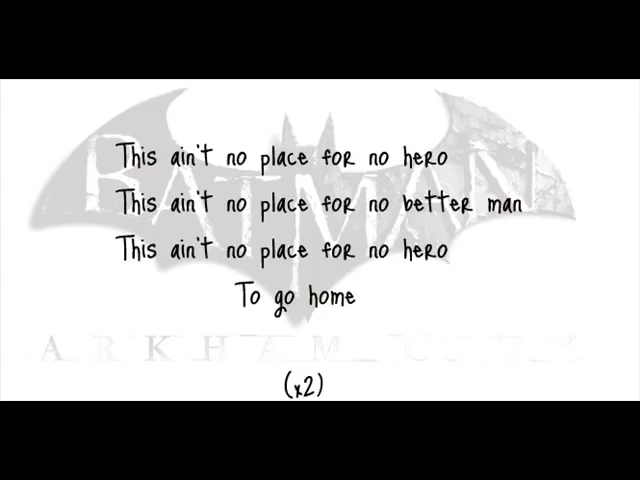 This ain't no place for no hero
This ain't no place for no better man
This ain't no place for no hero
To go home
BATMAN
ARKHAM CITY
(x2)